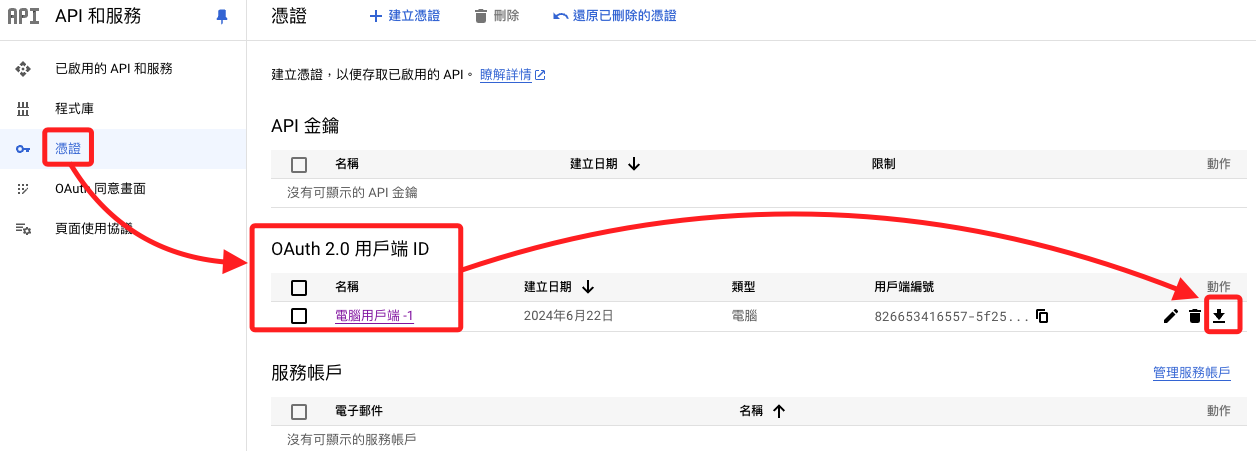 API API 和服務
已啟用的 API 和服務
程式庫
憑證
OAuth 同意畫面
頁面使用協議
憑證 建立憑證 刪除 還原已刪除的憑證
建立憑證，以便存取已啟用的 API。 瞭解詳情
API 金鑰
名稱 建立日期 限制 動作
沒有可顯示的 API 金鑰
OAuth 2.0 用戶端 ID
名稱 建立日期 類型 用戶端編號 動作
電腦用戶端 -1 2024年6月22日 電腦 826653416557-5f25...
服務帳戶 管理服務帳戶
電子郵件 名稱 動作
沒有可顯示的服務帳戶